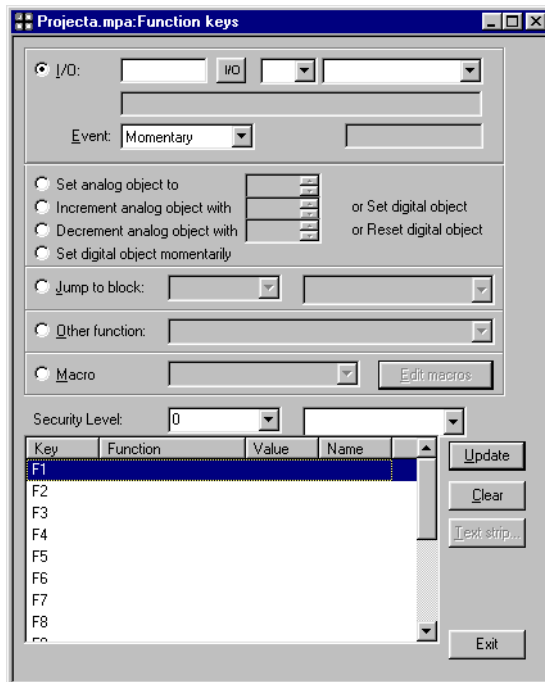 Projecta.mpa:Function keys
I/O: I/O
Event: Momentary
Set analog object to
Increment analog object with or Set digital object
Decrement analog object with or Reset digital object
Set digital object momentarily
Jump to block:
Other function:
Macro Edit macros
Security Level: 0
Key Function Value Name
F1
F2
F3
F4
F5
F6
F7
F8
Update
Clear
Text strip...
Exit